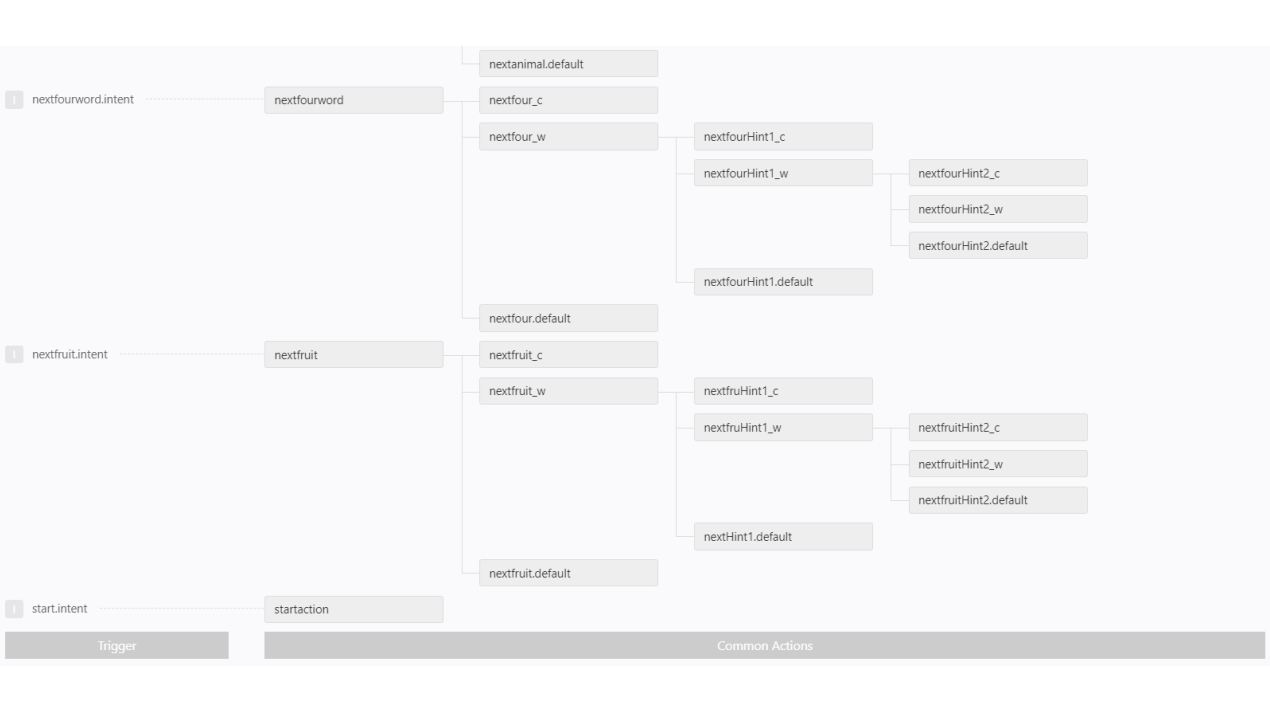 nextanimal.default
nextfourword.intent nextfourword nextfour_c
nextfour_w nextfourHint1_c
nextfourHint1_w nextfourHint2_c
nextfourHint2_w
nextfourHint2.default
nextfourHint1.default
nextfour.default
nextfruit.intent nextfruit nextfruit_c
nextfruit_w nextfruHint1_c
nextfruHint1_w nextfruitHint2_c
nextfruitHint2_w
nextfruitHint2.default
nextHint1.default
nextfruit.default
start.intent startaction
Trigger Common Actions